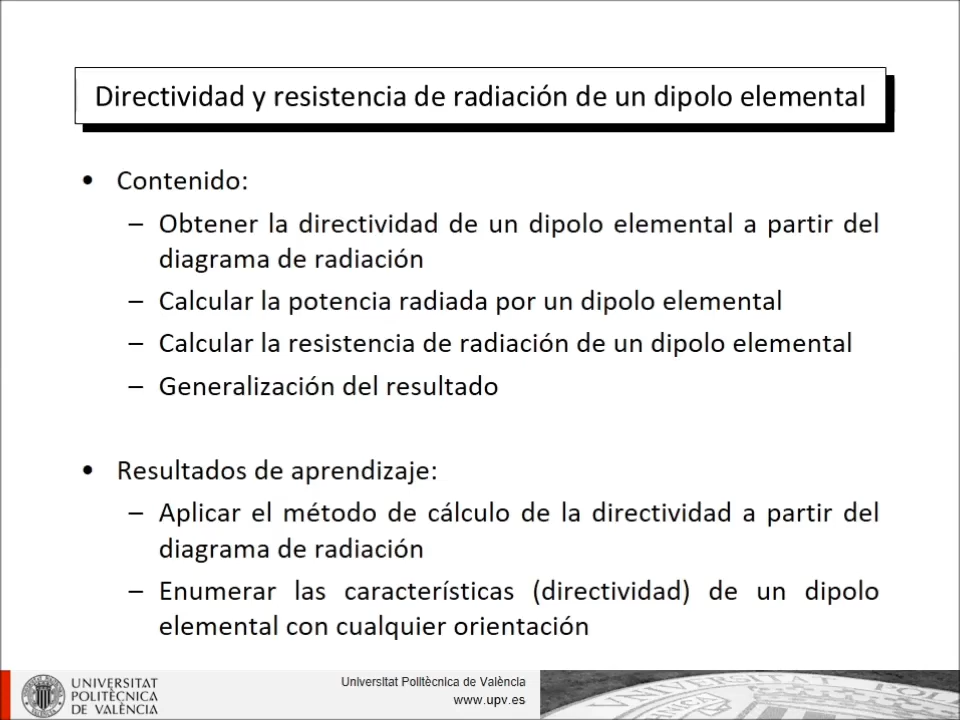 Directividad y resistencia de radiación de un dipolo elemental
• Contenido:
– Obtener la directividad de un dipolo elemental a partir del
diagrama de radiación
– Calcular la potencia radiada por un dipolo elemental
– Calcular la resistencia de radiación de un dipolo elemental
– Generalización del resultado
• Resultados de aprendizaje:
– Aplicar el método de cálculo de la directividad a partir del
diagrama de radiación
– Enumerar las características (directividad) de un dipolo
elemental con cualquier orientación
UNIVERSITAT
POLITÈCNICA
DE VALÈNCIA
Universitat Politècnica de València
www.upv.es